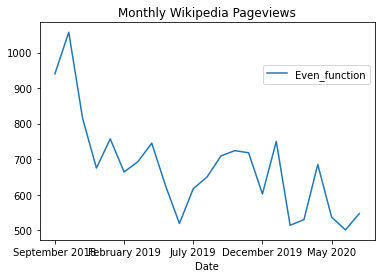 Monthly Wikipedia Pageviews
Even_function
1000
900
800
700
600
500
September 2018 February 2019 July 2019 December 2019 May 2020
Date